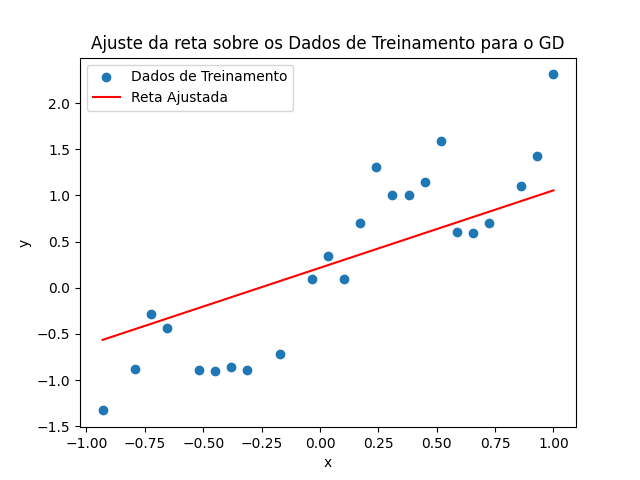 Ajuste da reta sobre os Dados de Treinamento para o GD
Dados de Treinamento
Reta Ajustada
2.0
1.5
1.0
0.5
0.0
−0.5
−1.0
−1.5
y
−1.00 −0.75 −0.50 −0.25 0.00 0.25 0.50 0.75 1.00
x